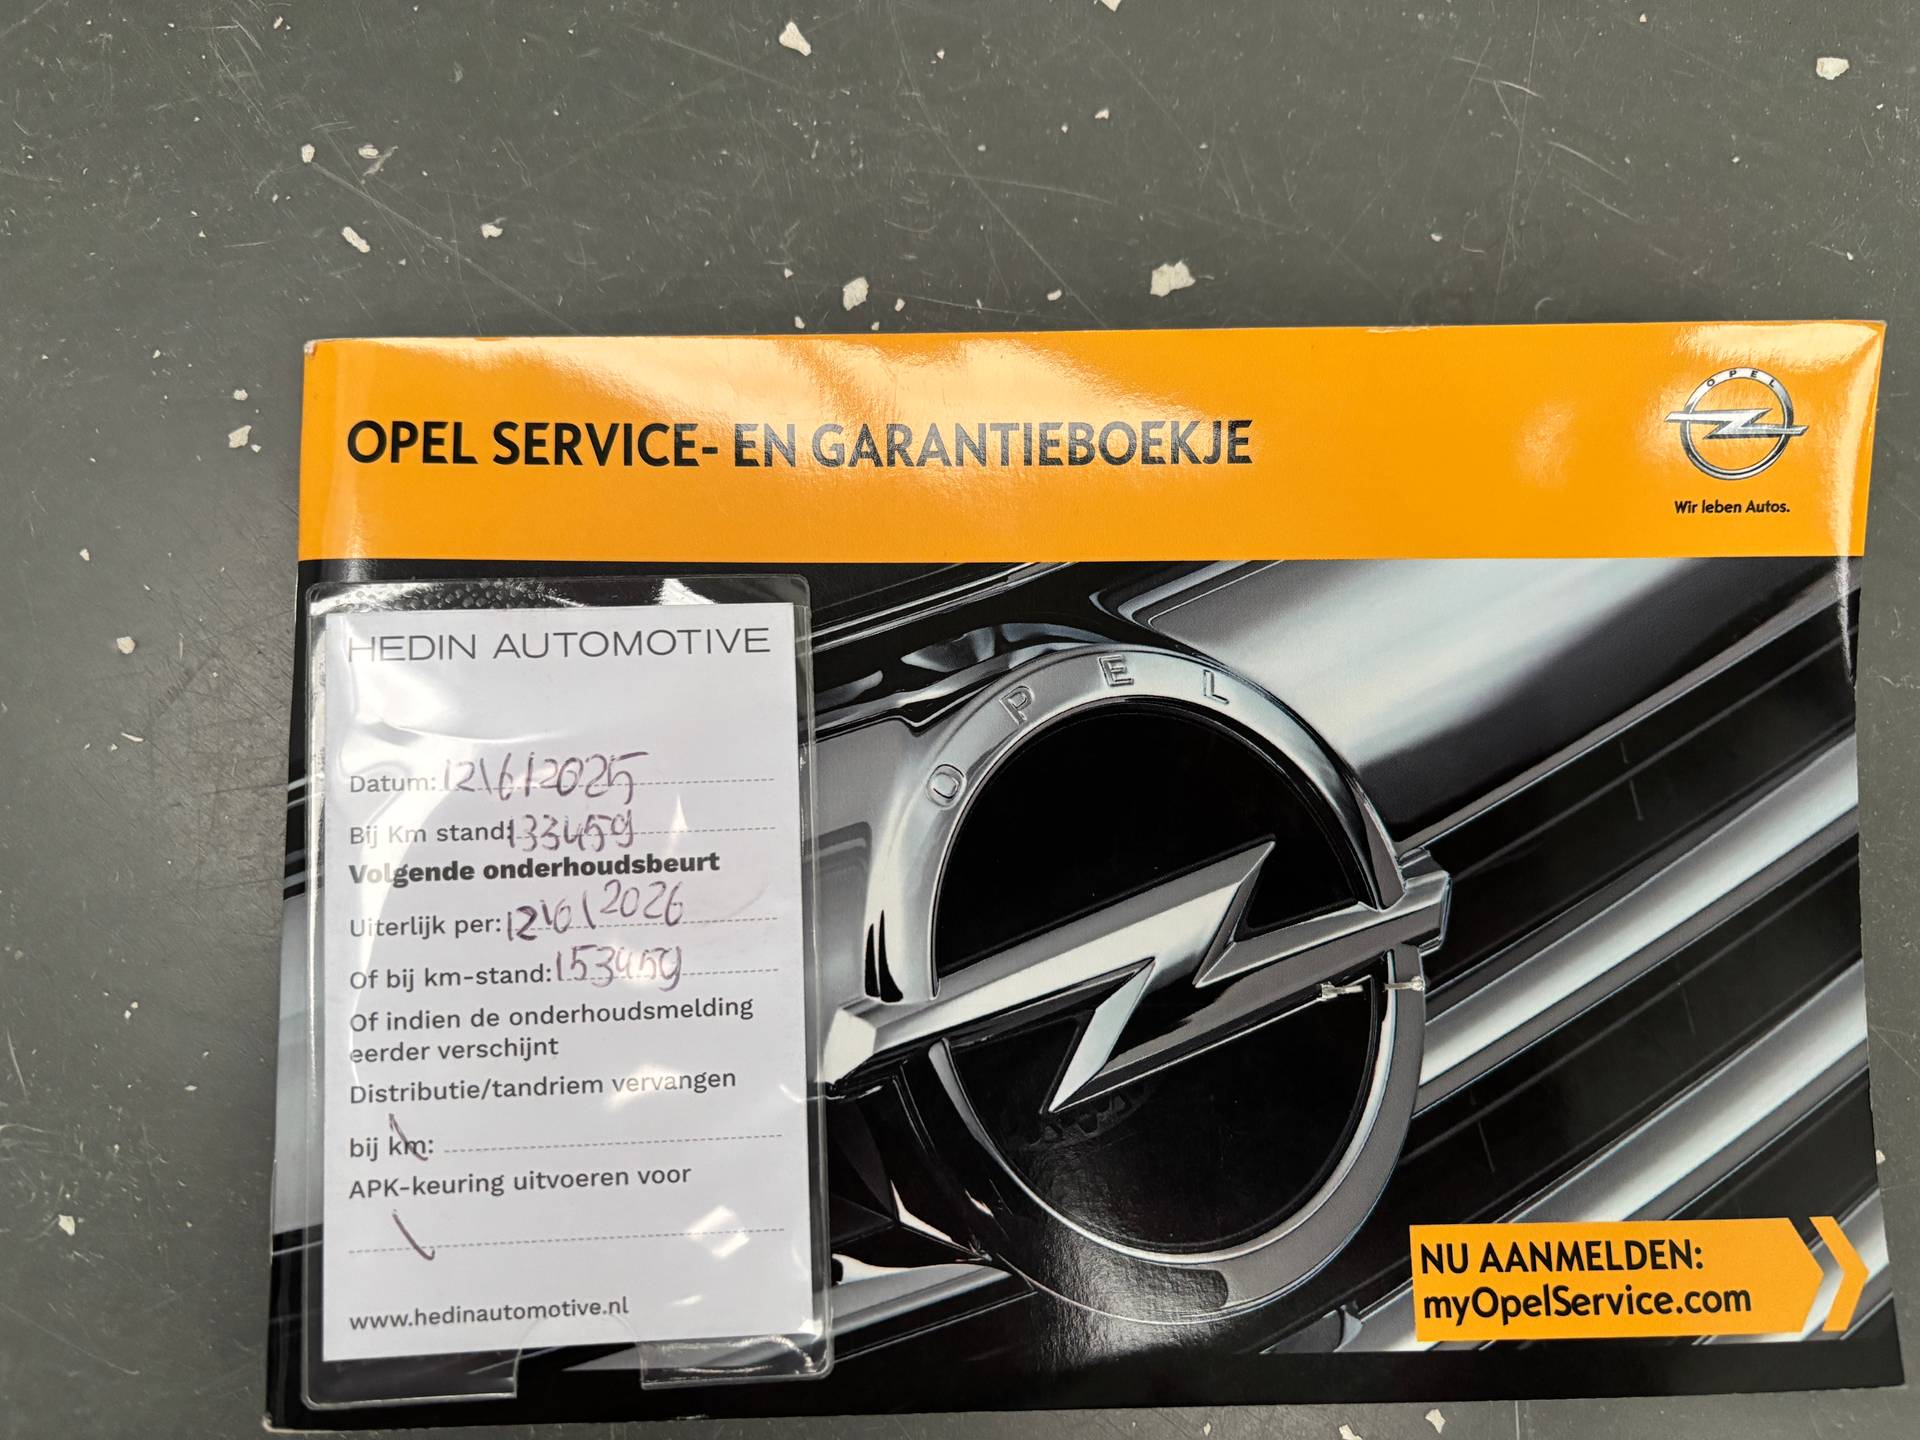 OPEL SERVICE- EN GARANTIEBOEKJE
OPEL
Wir leben Autos.
HEDIN AUTOMOTIVE
Datum: 12\6/2025
Bij Km stand: 133459
Volgende onderhoudsbeurt
Uiterlijk per: 12\6\2026
Of bij km-stand: 153459
Of indien de onderhoudsmelding
eerder verschijnt
Distributie/tandriem vervangen
bij km:
APK-keuring uitvoeren voor
www.hedinautomotive.nl
OPEL
NU AANMELDEN:
myOpelService.com